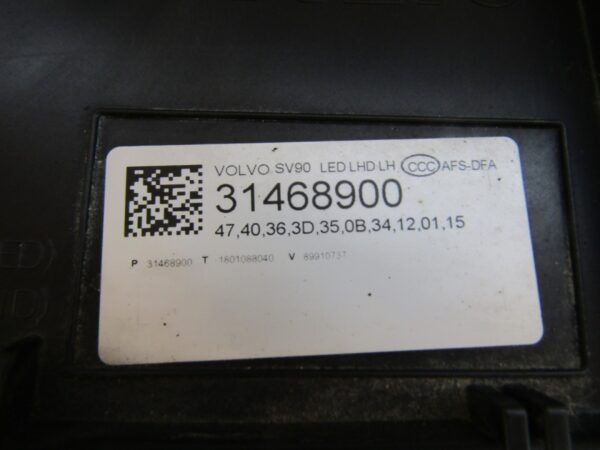 VOLVO SV90 LED LHD LH CCC AFS-DFA
31468900
47,40,36,3D,35,0B,34,12,01,15
P 31468900 T 1801088040 V 89910737